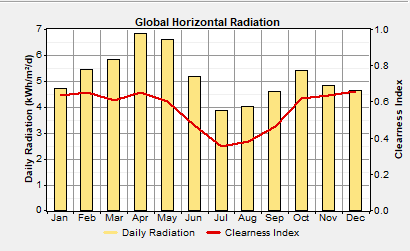 Global Horizontal Radiation
Daily Radiation (kWh/m²/d)
7
6
5
4
3
2
1
0
1.0
0.8
0.6
0.4
0.2
0.0
Clearness Index
Jan Feb Mar Apr May Jun Jul Aug Sep Oct Nov Dec
Daily Radiation Clearness Index